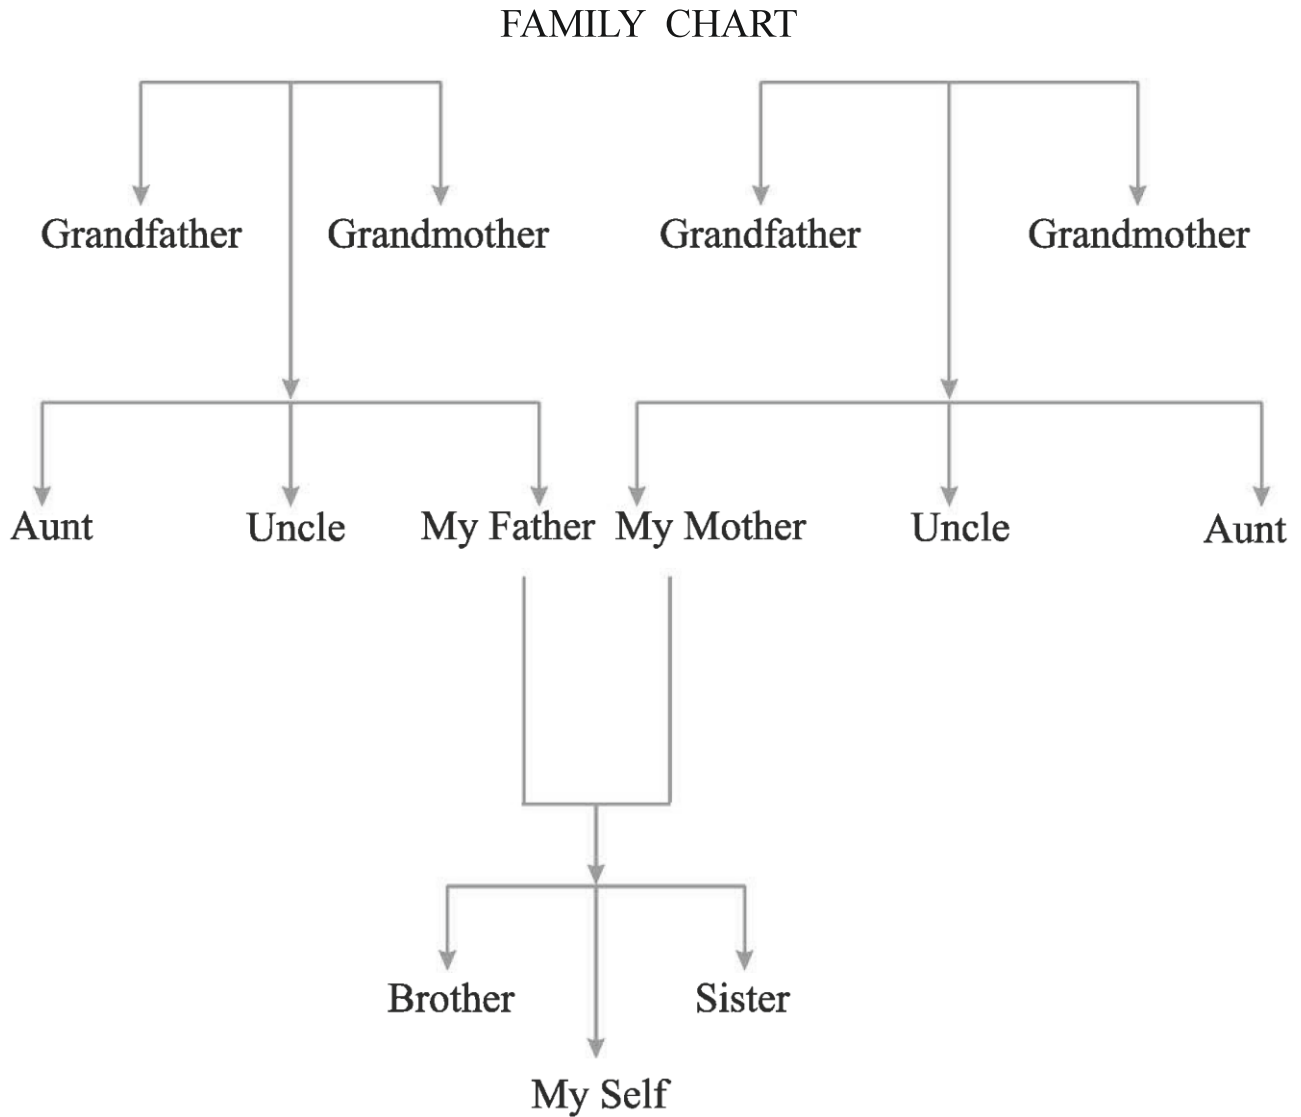 FAMILY CHART
Grandfather Grandmother Grandfather Grandmother
Aunt Uncle My Father My Mother Uncle Aunt
Brother Sister
My Self